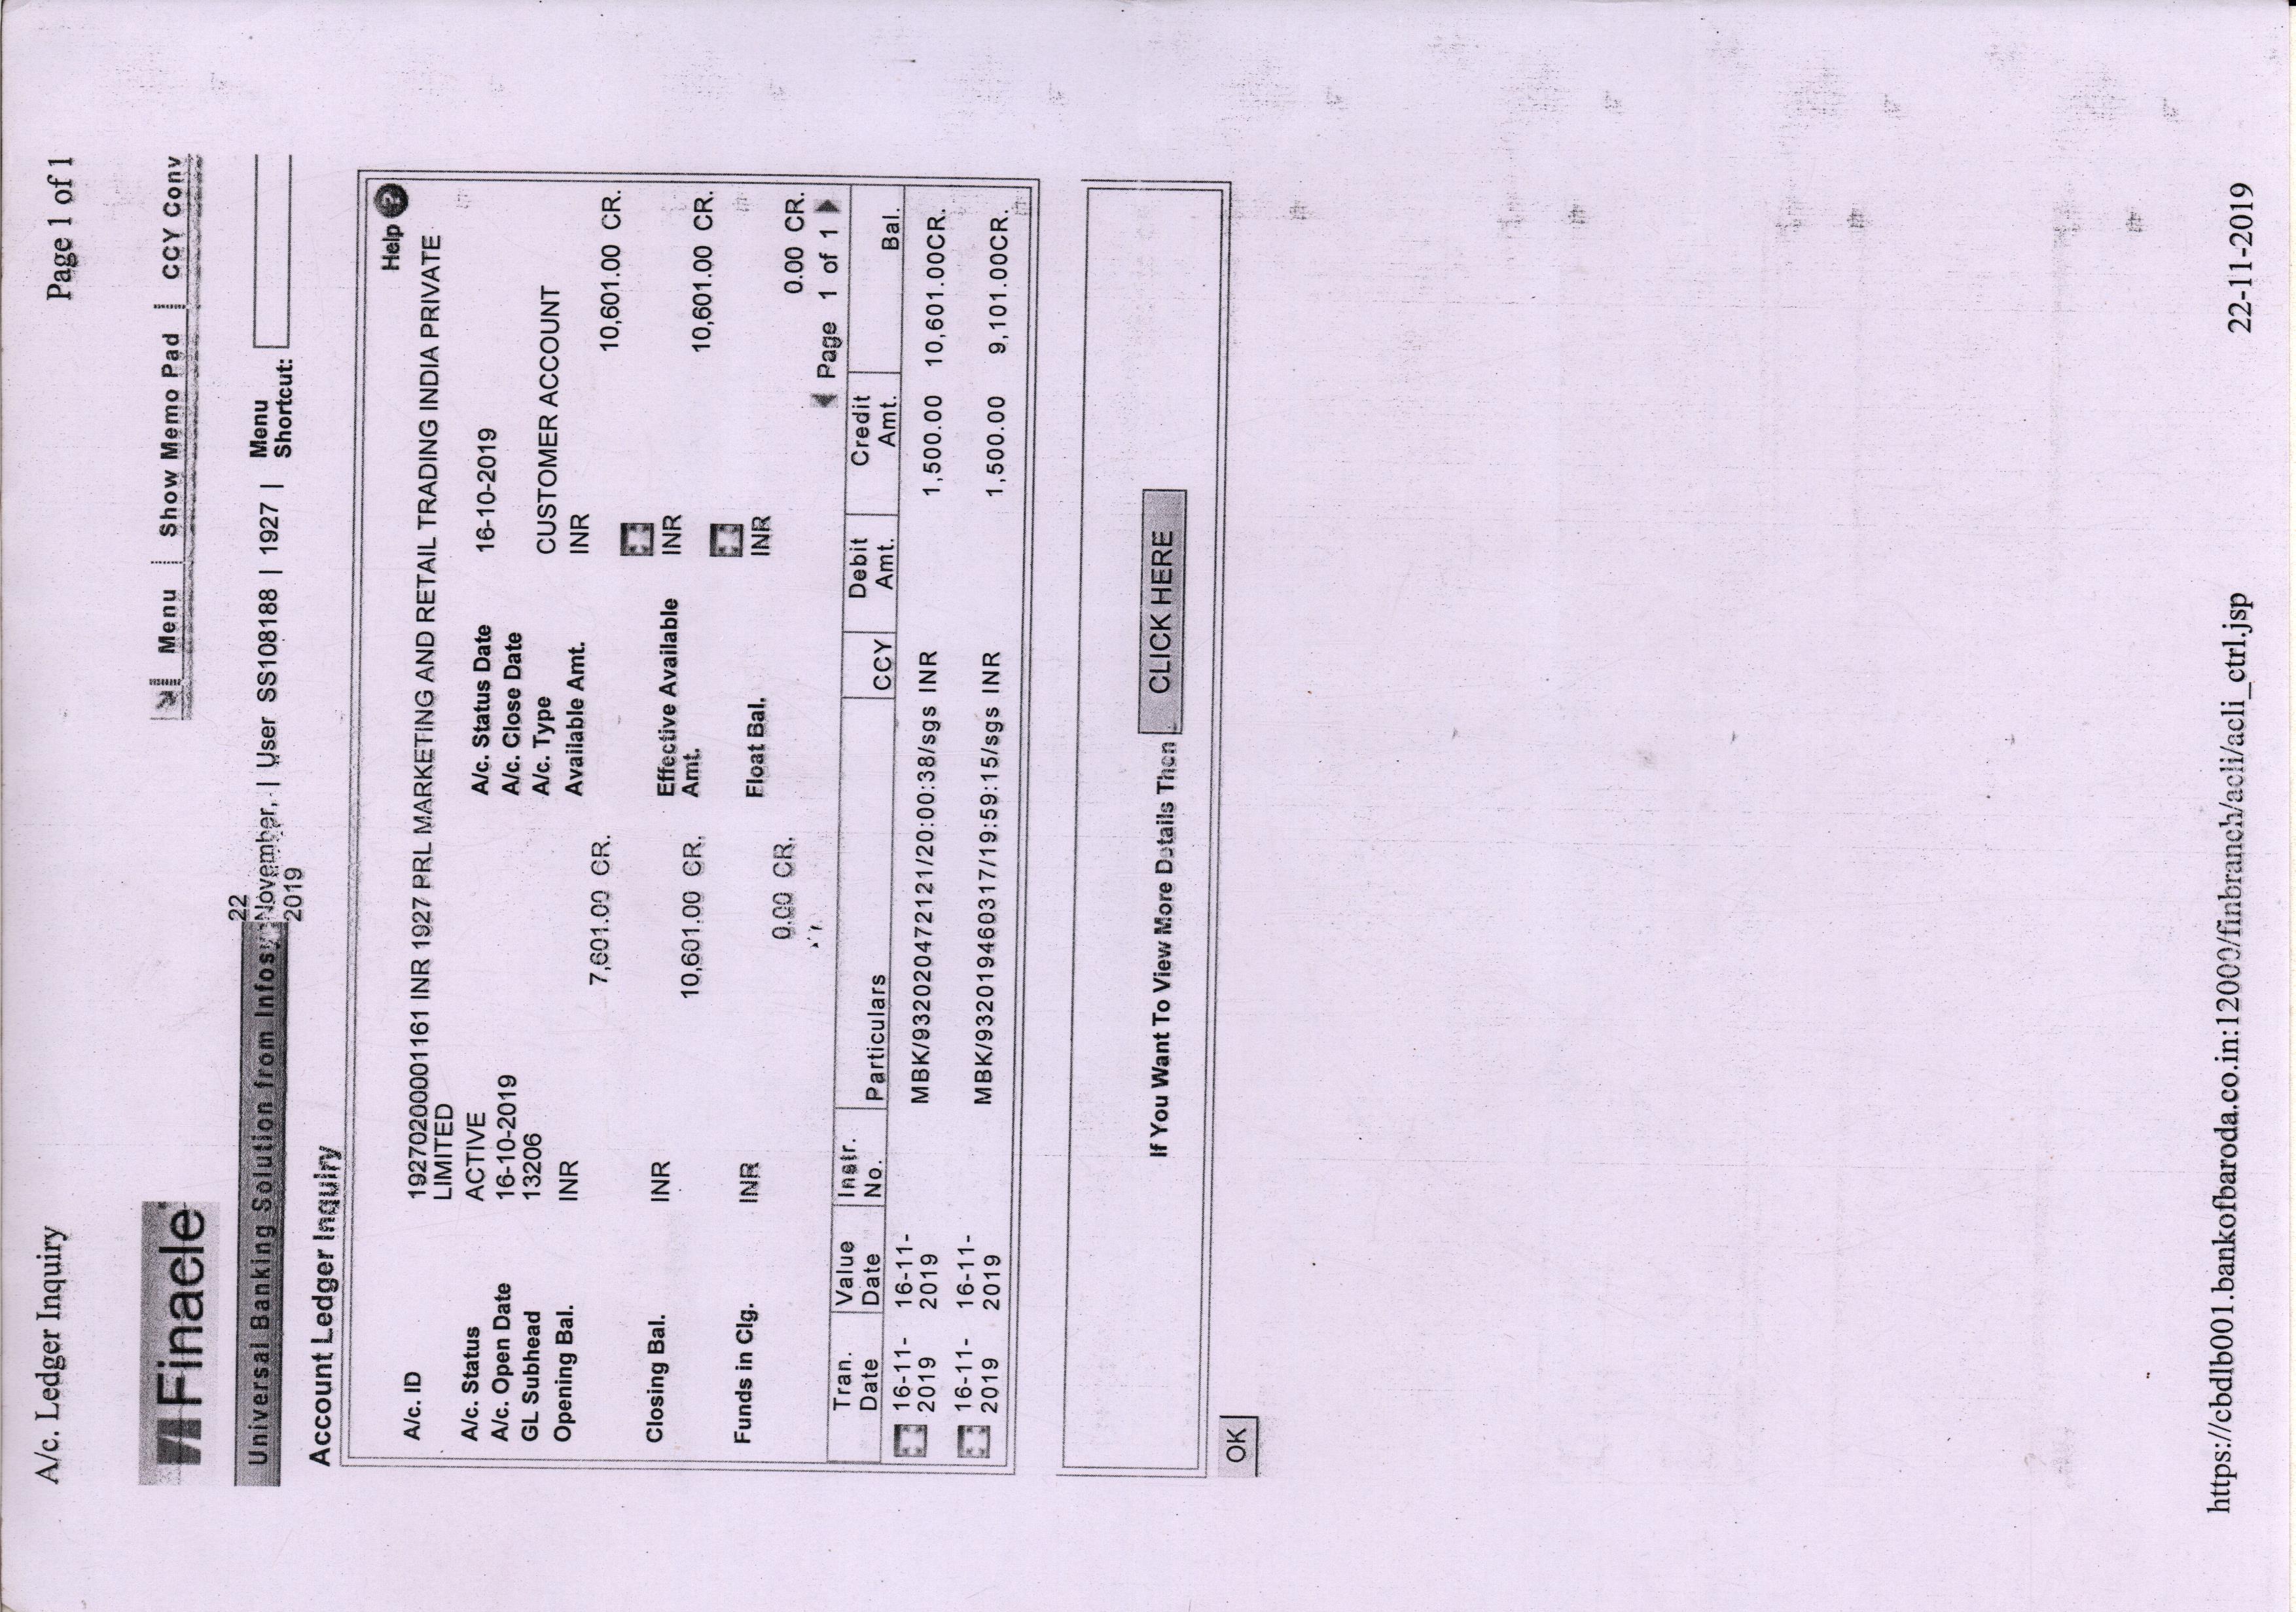 A/c. Ledger Inquiry
Page 1 of 1
Finacle
Menu | Show Memo Pad | CCY Conv
Universal Banking Solution from Infosys
22 November, 2019 | User SS108188 | 1927 |
Menu Shortcut:
Account Ledger Inquiry
Help ?
A/c. ID 19270200001161 INR 1927 PRL MARKETING AND RETAIL TRADING INDIA PRIVATE
LIMITED
A/c. Status ACTIVE A/c. Status Date 16-10-2019
A/c. Open Date 16-10-2019 A/c. Close Date
GL Subhead 13206 A/c. Type CUSTOMER ACCOUNT
Opening Bal. INR Available Amt. INR
7,601.00 CR. 10,601.00 CR.
Closing Bal. INR Effective Available Amt. INR
10,601.00 CR. 10,601.00 CR.
Funds in Clg. INR Float Bal. INR
0.00 CR. 0.00 CR.
Page 1 of 1
Tran. Date Value Date Instr. No. Particulars CCY Debit Amt. Credit Amt. Bal.
16-11-2019 16-11-2019 MBK/932020472121/20:00:38/sgs INR 1,500.00 10,601.00CR.
16-11-2019 16-11-2019 MBK/932019460317/19:59:15/sgs INR 1,500.00 9,101.00CR.
If You Want To View More Details Then CLICK HERE
OK
https://cbdlb001.bankofbaroda.co.in:12000/finbranch/acli/acli_ctrl.jsp
22-11-2019